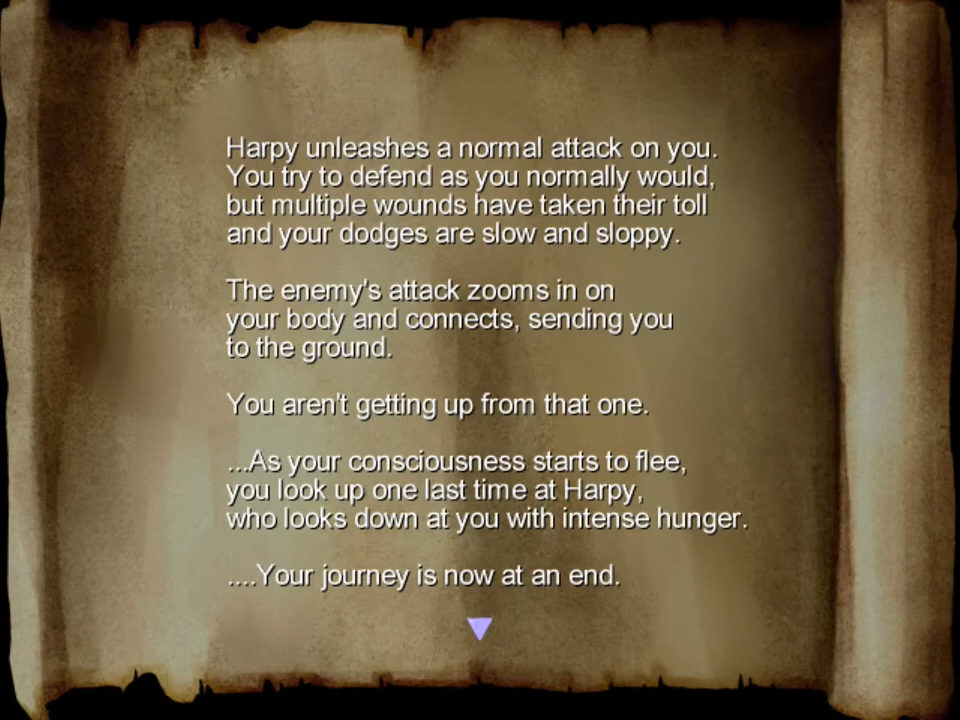 Harpy unleashes a normal attack on you.
You try to defend as you normally would,
but multiple wounds have taken their toll
and your dodges are slow and sloppy.
The enemy's attack zooms in on
your body and connects, sending you
to the ground.
You aren't getting up from that one.
...As your consciousness starts to flee,
you look up one last time at Harpy,
who looks down at you with intense hunger.
....Your journey is now at an end.